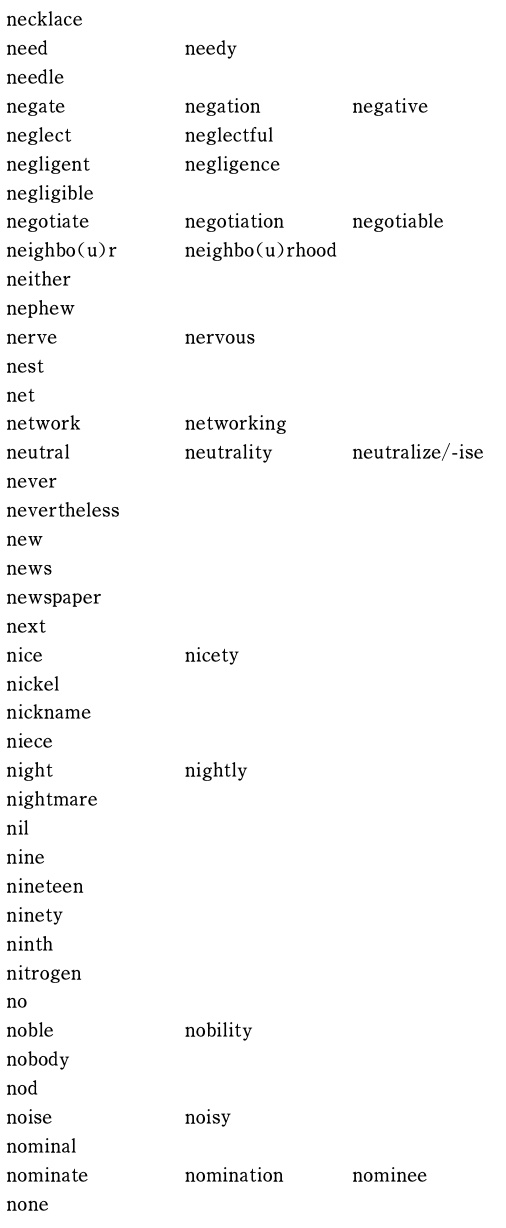 necklace
need needy
needle
negate negation negative
neglect neglectful
negligent negligence
negligible
negotiate negotiation negotiable
neighbo(u)r neighbo(u)rhood
neither
nephew
nerve nervous
nest
net
network networking
neutral neutrality neutralize/-ise
never
nevertheless
new
news
newspaper
next
nice nicety
nickel
nickname
niece
night nightly
nightmare
nil
nine
nineteen
ninety
ninth
nitrogen
no
noble nobility
nobody
nod
noise noisy
nominal
nominate nomination nominee
none